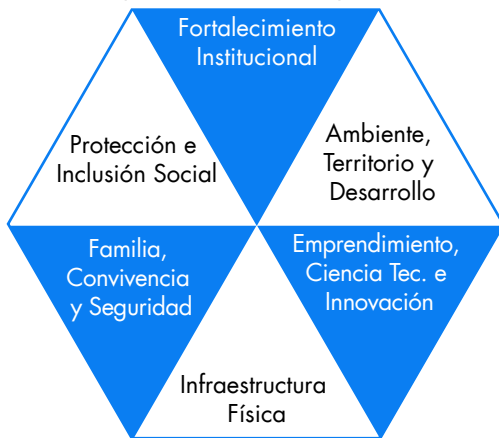 Fortalecimiento
Institucional
Protección e
Inclusión Social
Ambiente,
Territorio y
Desarrollo
Familia,
Convivencia
y Seguridad
Emprendimiento,
Ciencia Tec. e
Innovación
Infraestructura
Física